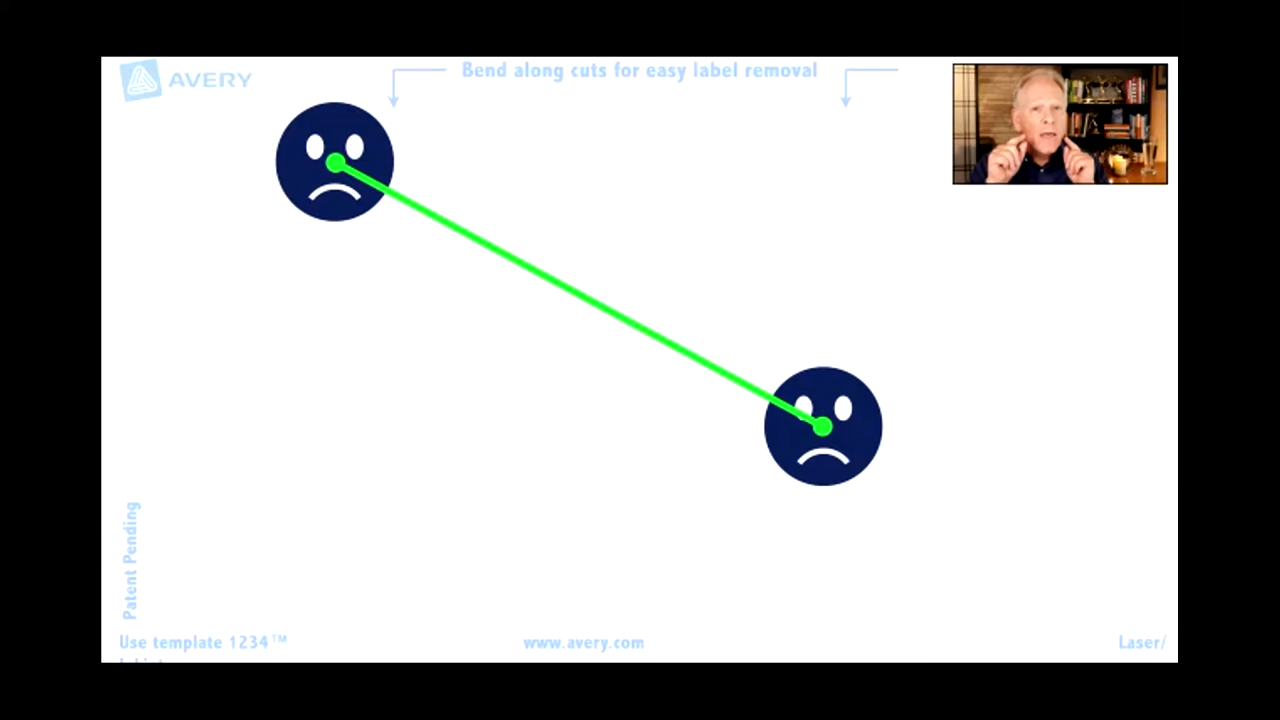 AVERY
Bend along cuts for easy label removal
Patent Pending
Use template 1234™
www.avery.com
Laser/